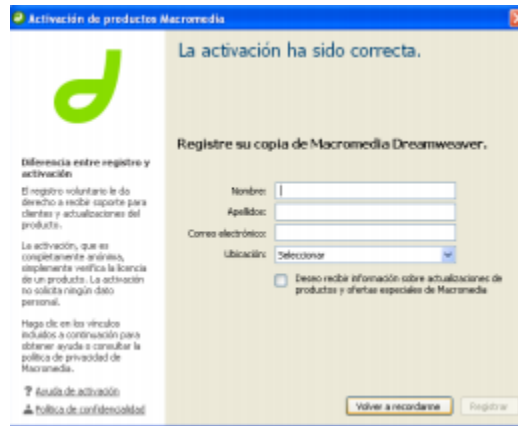 Activación de productos Macromedia
La activación ha sido correcta.
Registre su copia de Macromedia Dreamweaver.
Nombre:
Apellidos:
Correo electrónico:
Ubicación: Seleccionar
Deseo recibir información sobre actualizaciones de
productos y ofertas especiales de Macromedia
Diferencia entre registro y
activación
El registro voluntario le da
derecho a recibir soporte para
clientes y actualizaciones del
producto.
La activación, que es
completamente anónima,
simplemente verifica la licencia
de un producto. La activación
no solicita ningún dato
personal.
Haga clic en los vínculos
incluidos a continuación para
obtener ayuda o consultar la
política de privacidad de
Macromedia.
? Ayuda de activación
Política de confidencialidad
Volver a recordarme
Registrar